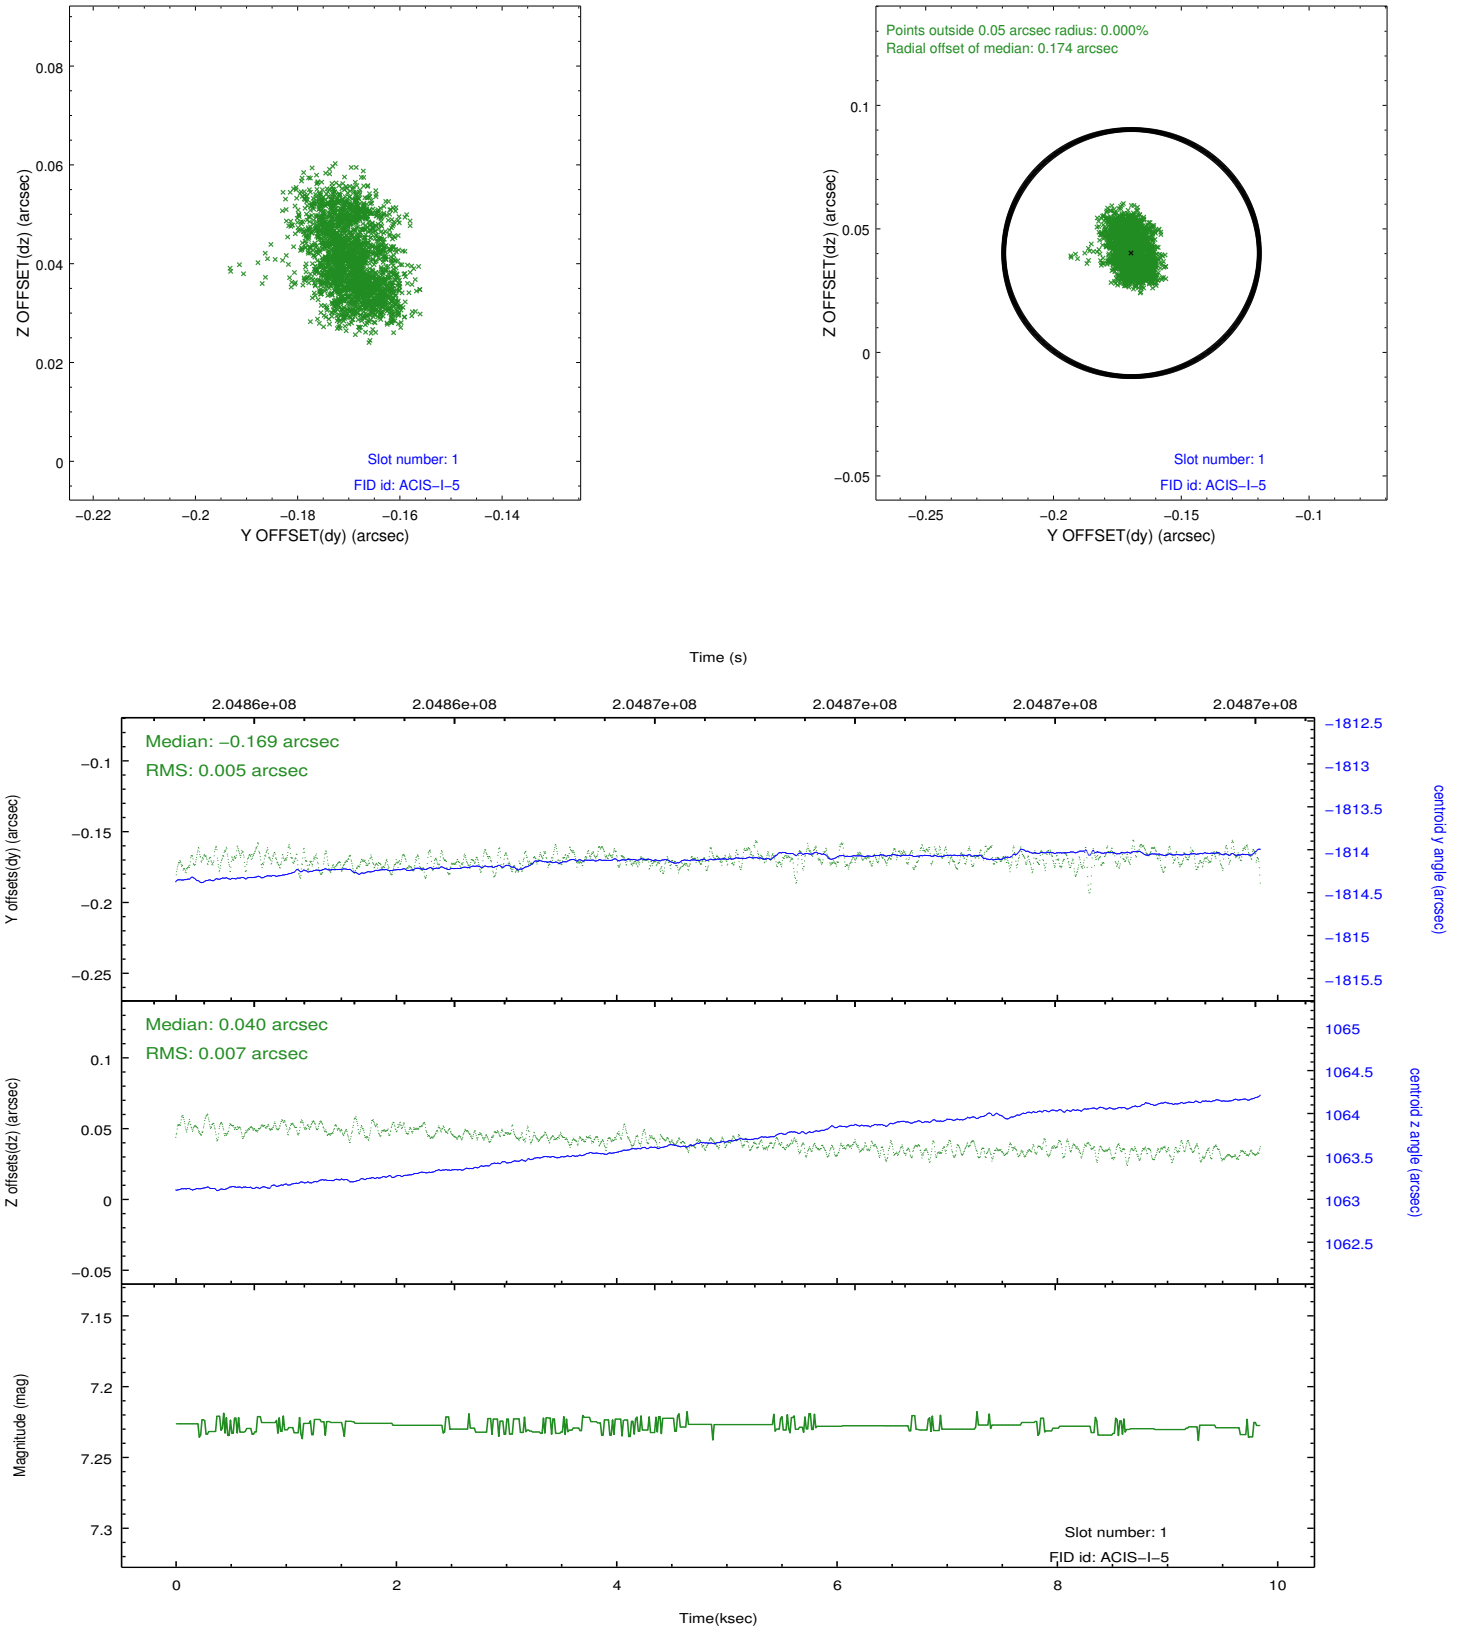 0.08
0.06
0.04
0.02
0
Z OFFSET(dz) (arcsec)
Slot number: 1
FID id: ACIS−I−5
−0.22 −0.2 −0.18 −0.16 −0.14
Y OFFSET(dy) (arcsec)
Points outside 0.05 arcsec radius: 0.000%
Radial offset of median: 0.174 arcsec
0.1
0.05
0
−0.05
Z OFFSET(dz) (arcsec)
Slot number: 1
FID id: ACIS−I−5
−0.25 −0.2 −0.15 −0.1
Y OFFSET(dy) (arcsec)
Time (s)
2.0486e+08 2.0486e+08 2.0487e+08 2.0487e+08 2.0487e+08 2.0487e+08
Median: −0.169 arcsec
RMS: 0.005 arcsec
−0.1
−0.15
−0.2
−0.25
Y offsets(dy) (arcsec)
−1812.5
−1813
−1813.5
−1814
−1814.5
−1815
−1815.5
centroid y angle (arcsec)
Median: 0.040 arcsec
RMS: 0.007 arcsec
0.1
0.05
0
−0.05
Z offsets(dz) (arcsec)
1065
1064.5
1064
1063.5
1063
1062.5
centroid z angle (arcsec)
7.15
7.2
7.25
7.3
Magnitude (mag)
Slot number: 1
FID id: ACIS−I−5
0 2 4 6 8 10
Time(ksec)